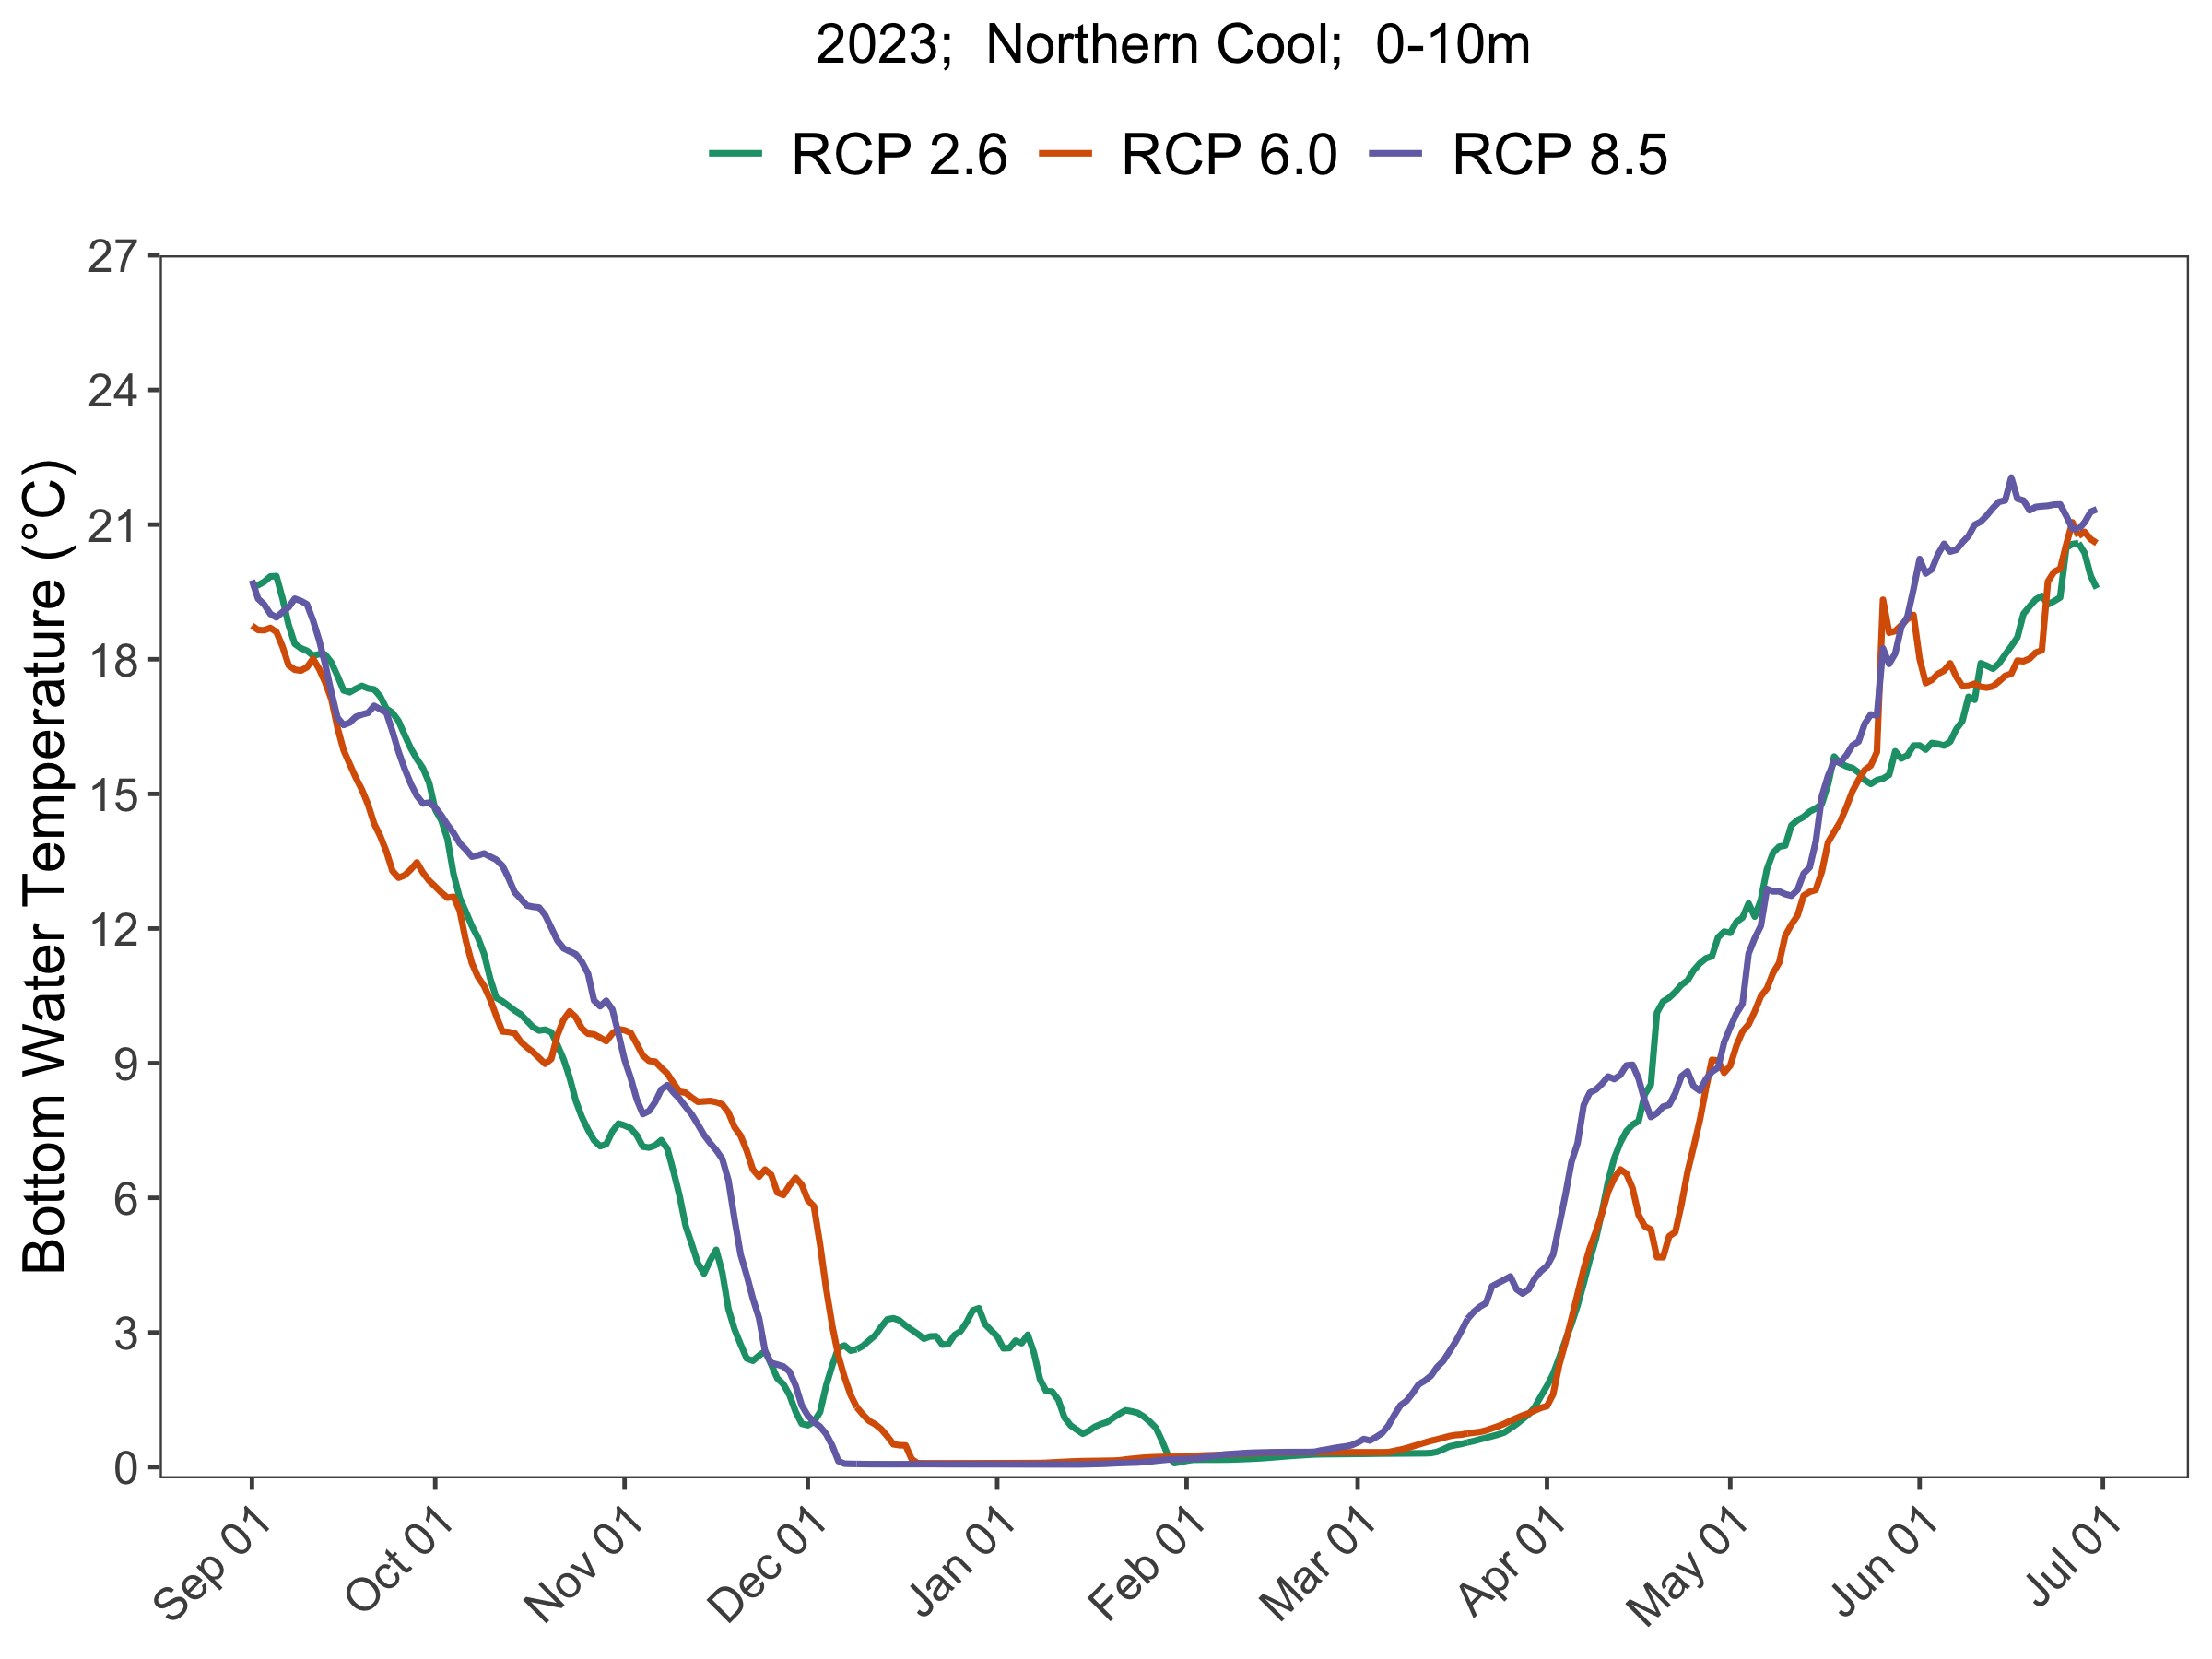 2023;  Northern Cool;  0-10m
RCP 2.6 RCP 6.0 RCP 8.5
Bottom Water Temperature (°C)
27
24
21
18
15
12
9
6
3
0
Sep 01 Oct 01 Nov 01 Dec 01 Jan 01 Feb 01 Mar 01 Apr 01 May 01 Jun 01 Jul 01